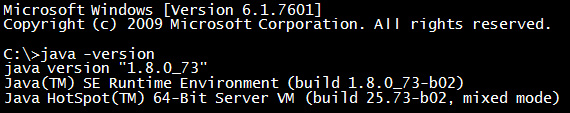 Microsoft Windows [Version 6.1.7601]
Copyright (c) 2009 Microsoft Corporation. All rights reserved.
C:\>java -version
java version "1.8.0_73"
Java(TM) SE Runtime Environment (build 1.8.0_73-b02)
Java HotSpot(TM) 64-Bit Server VM (build 25.73-b02, mixed mode)